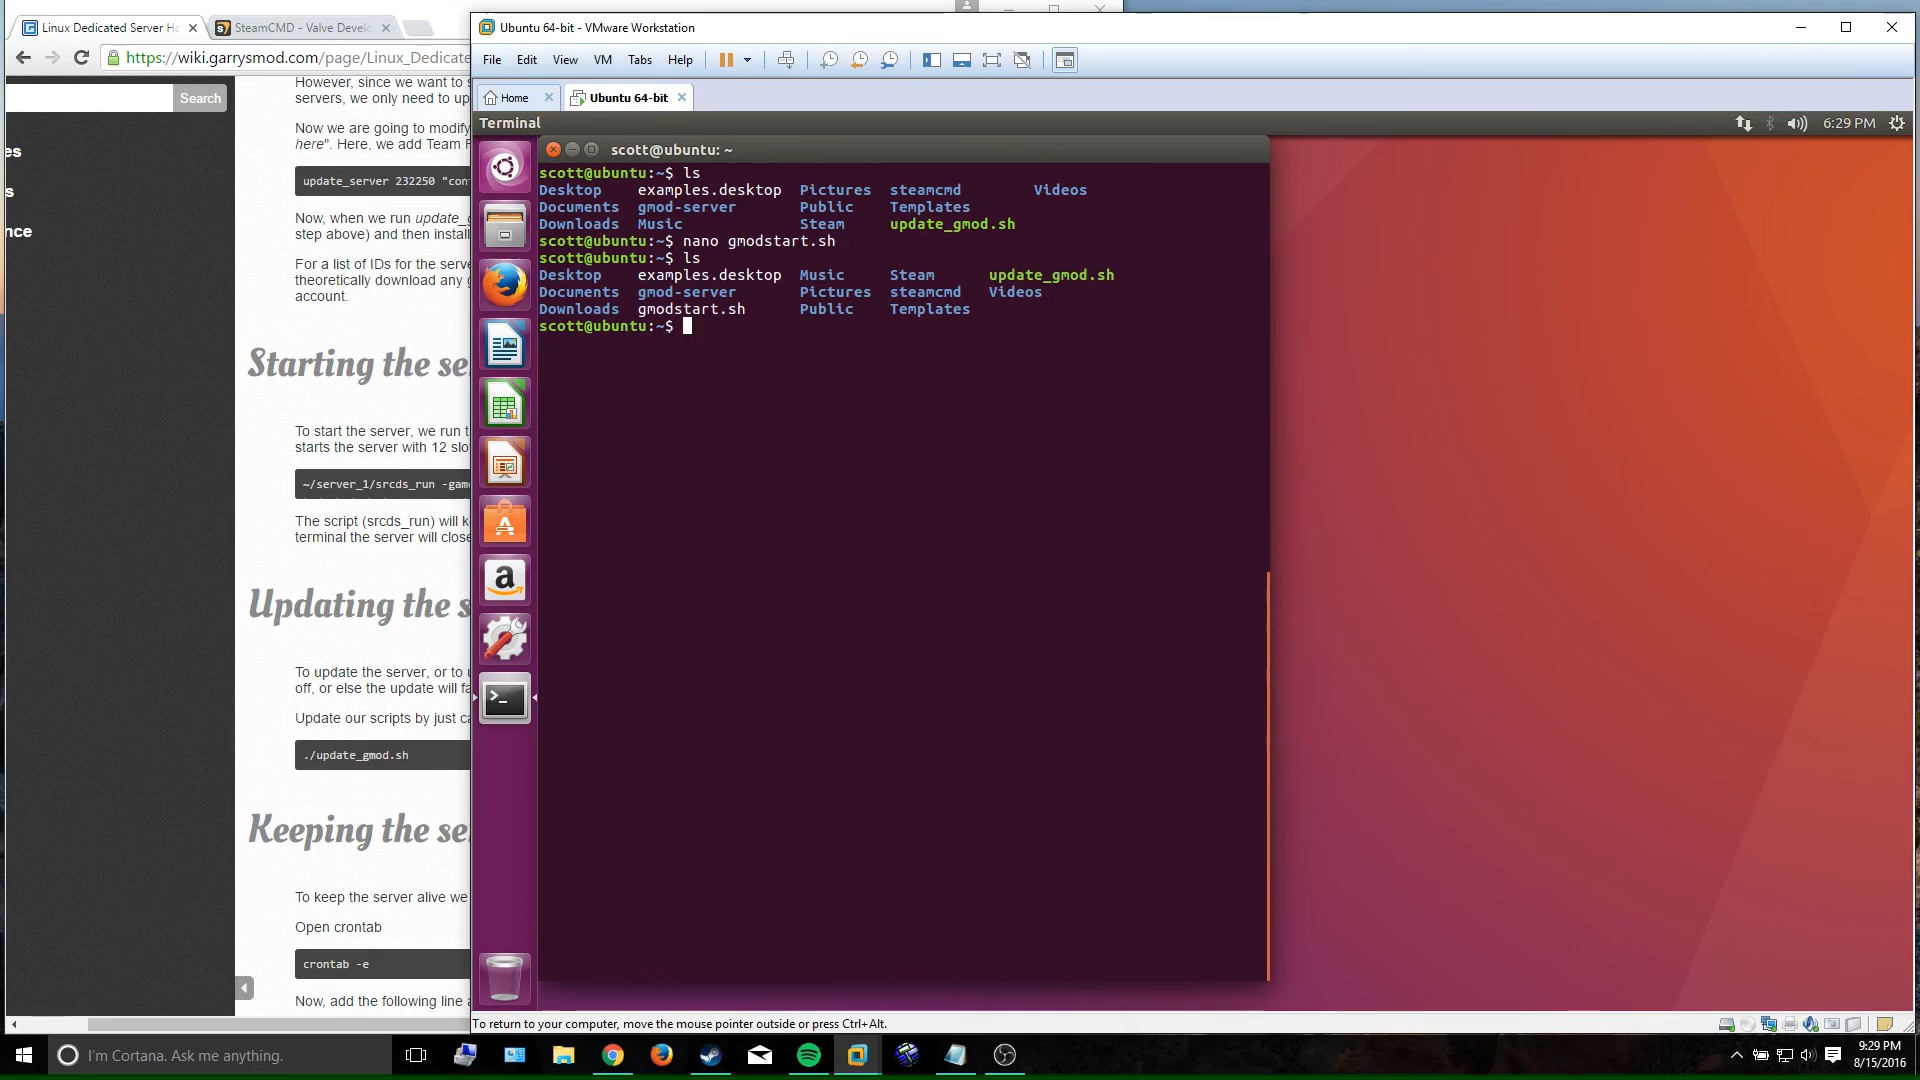 Linux Dedicated Server Ho
SteamCMD - Valve Develo
https://wiki.garrysmod.com/page/Linux_Dedicate
Search
es
s
nce
However, since we want to s
servers, we only need to up
Now we are going to modify
here". Here, we add Team F
update_server 232250 "con
Now, when we run update_g
step above) and then install
For a list of IDs for the serve
theoretically download any g
account.
Starting the se
To start the server, we run t
starts the server with 12 slo
~/server_1/srcds_run -game
The script (srcds_run) will k
terminal the server will close
Updating the s
To update the server, or to u
off, or else the update will fa
Update our scripts by just ca
./update_gmod.sh
Keeping the se
To keep the server alive we
Open crontab
crontab -e
Now, add the following line a
Ubuntu 64-bit - VMware Workstation
File Edit View VM Tabs Help
Home
Ubuntu 64-bit
Terminal
6:29 PM
scott@ubuntu: ~
scott@ubuntu:~$ ls
Desktop examples.desktop Pictures steamcmd Videos
Documents gmod-server Public Templates
Downloads Music Steam update_gmod.sh
scott@ubuntu:~$ nano gmodstart.sh
scott@ubuntu:~$ ls
Desktop examples.desktop Music Steam update_gmod.sh
Documents gmod-server Pictures steamcmd Videos
Downloads gmodstart.sh Public Templates
scott@ubuntu:~$
To return to your computer, move the mouse pointer outside or press Ctrl+Alt.
I'm Cortana. Ask me anything.
9:29 PM
8/15/2016